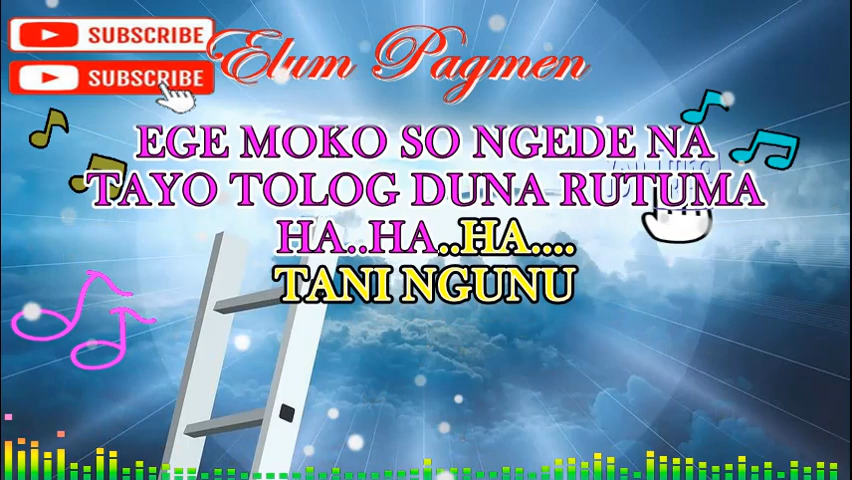 SUBSCRIBE
SUBSCRIBE
Elum Pagmen
EGE MOKO SO NGEDE NA
TAYO TOLOG DUNA RUTUMA
HA..HA..HA....
TANI NGUNU